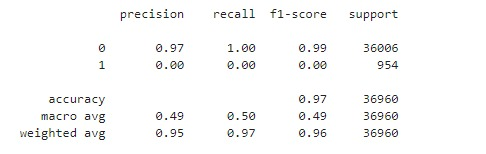 precision recall f1-score support
0 0.97 1.00 0.99 36006
1 0.00 0.00 0.00 954
accuracy 0.97 36960
macro avg 0.49 0.50 0.49 36960
weighted avg 0.95 0.97 0.96 36960